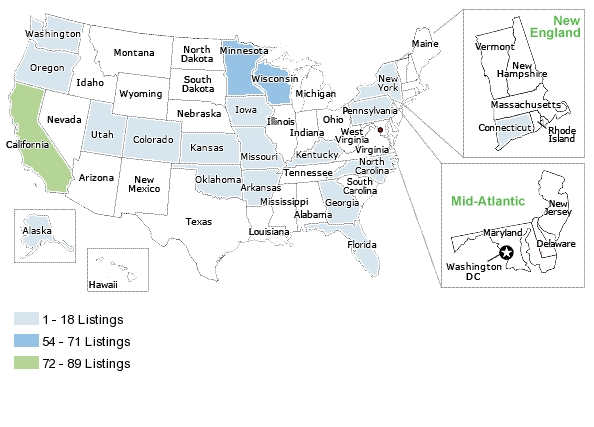 Washington
Oregon
California
Nevada
Idaho
Montana
Wyoming
Utah
Arizona
Colorado
New
Mexico
North
Dakota
South
Dakota
Nebraska
Kansas
Oklahoma
Texas
Minnesota
Iowa
Missouri
Arkansas
Louisiana
Wisconsin
Illinois
Michigan
Indiana
Ohio
Kentucky
Tennessee
Mississippi
Alabama
Georgia
Florida
South
Carolina
North
Carolina
Virginia
West
Virginia
Pennsylvania
New
York
Maine
Alaska
Hawaii
New
England
Vermont
New
Hampshire
Massachusetts
Connecticut
Rhode
Island
Mid-Atlantic
New
Jersey
Maryland
Delaware
Washington
DC
1 - 18 Listings
54 - 71 Listings
72 - 89 Listings